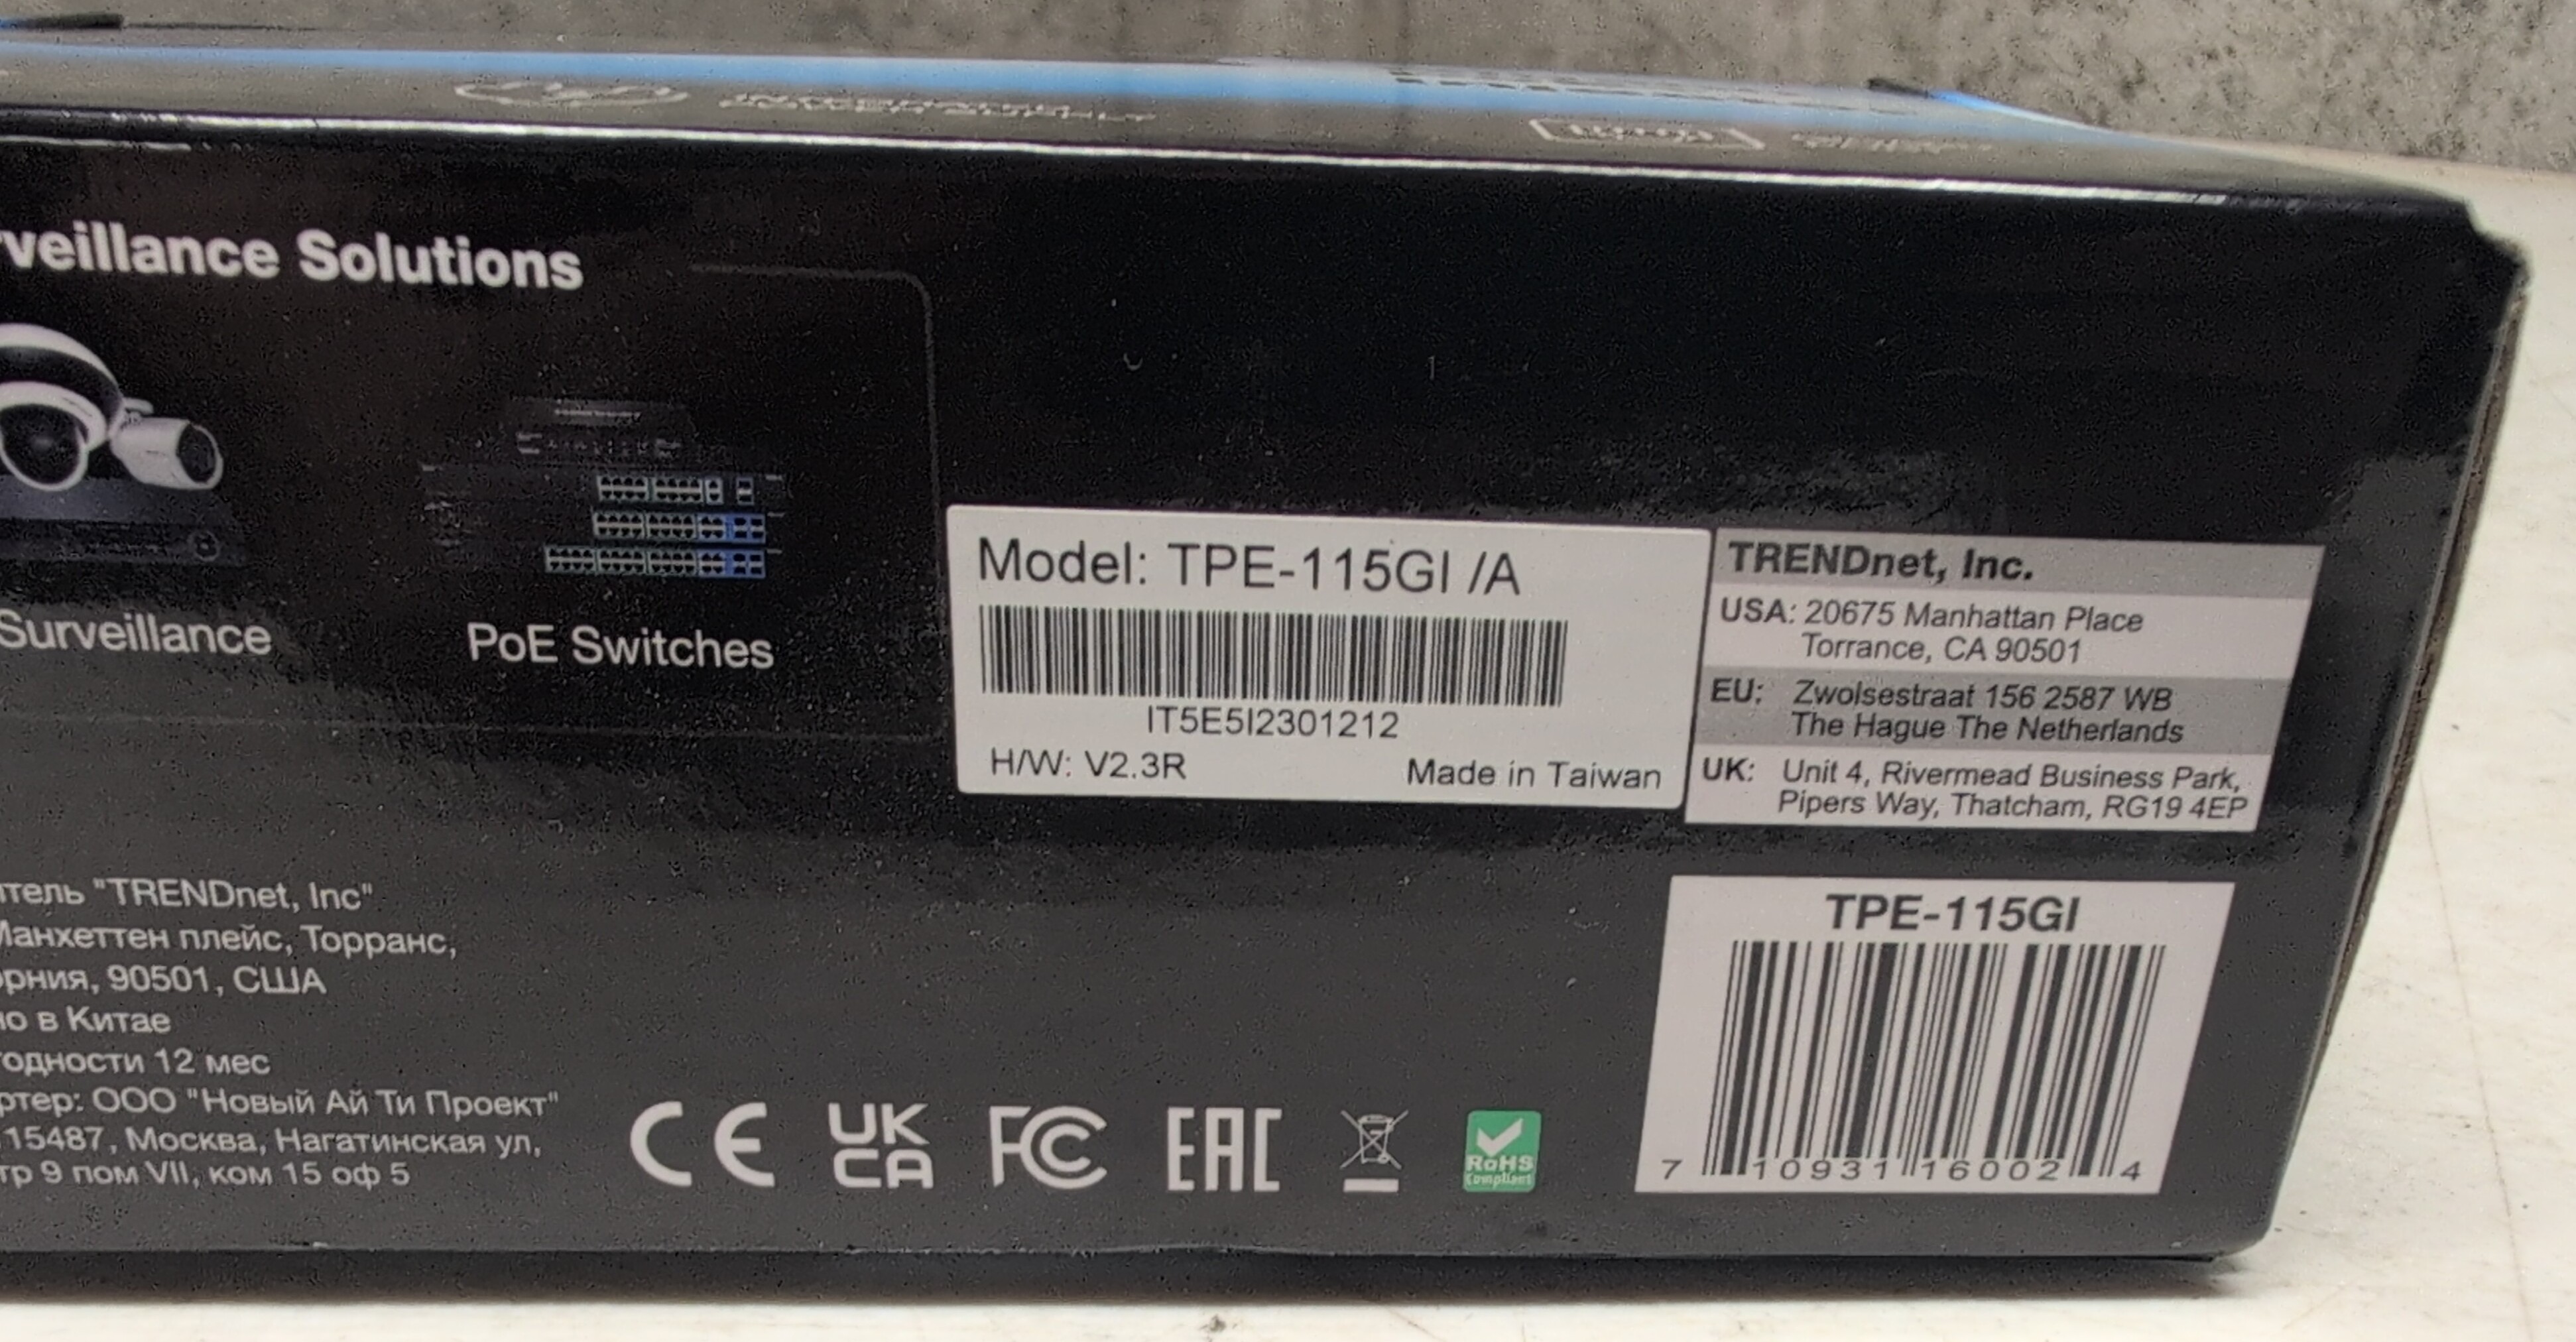 veillance Solutions
Surveillance
PoE Switches
Model: TPE-115GI /A
IT5E5I2301212
H/W: V2.3R
Made in Taiwan
TRENDnet, Inc.
USA: 20675 Manhattan Place
Torrance, CA 90501
EU: Zwolsestraat 156 2587 WB
The Hague The Netherlands
UK: Unit 4, Rivermead Business Park,
Pipers Way, Thatcham, RG19 4EP
тель "TRENDnet, Inc"
Манхеттен плейс, Торранс,
орния, 90501, США
но в Китае
годности 12 мес
ртер: ООО "Новый Ай Ти Проект"
115487, Москва, Нагатинская ул,
тр 9 пом VII, ком 15 оф 5
CE
UK
CA
FC
EAC
RoHS
Compliant
TPE-115GI
7 10931 16002 4